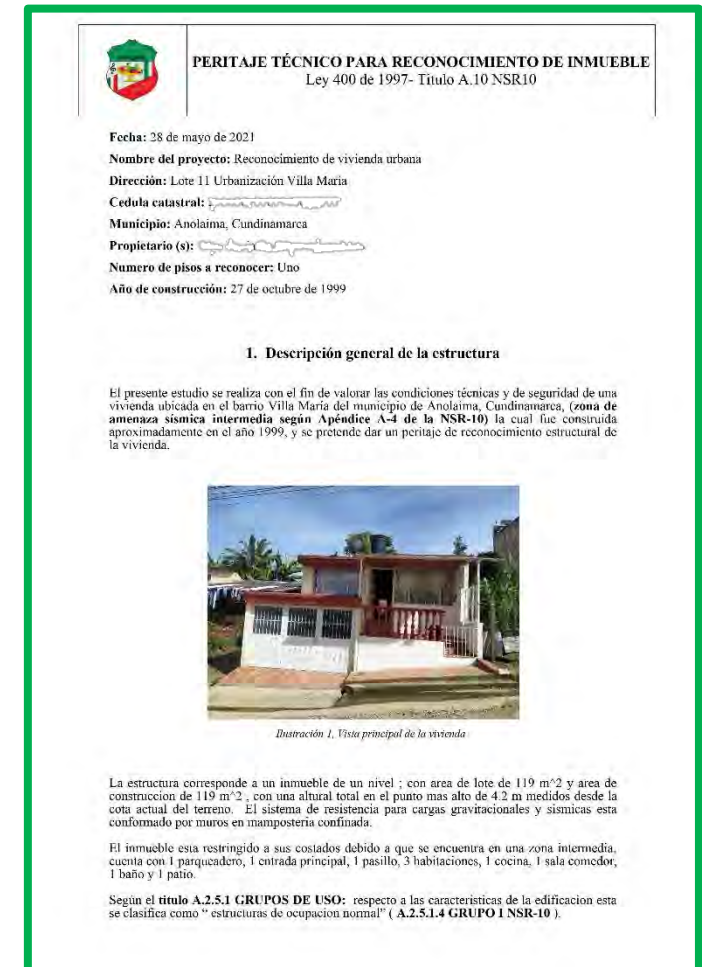 PERITAJE TÉCNICO PARA RECONOCIMIENTO DE INMUEBLE
Ley 400 de 1997- Titulo A.10 NSR10
Fecha: 28 de mayo de 2021
Nombre del proyecto: Reconocimiento de vivienda urbana
Dirección: Lote 11 Urbanización Villa Maria
Cedula catastral:
Municipio: Anolaima, Cundinamarca
Propietario (s):
Numero de pisos a reconocer: Uno
Año de construcción: 27 de octubre de 1999
1. Descripción general de la estructura
El presente estudio se realiza con el fin de valorar las condiciones técnicas y de seguridad de una
vivienda ubicada en el barrio Villa Maria del municipio de Anolaima, Cundinamarca, (zona de
amenaza sísmica intermedia según Apéndice A-4 de la NSR-10) la cual fue construida
aproximadamente en el año 1999, y se pretende dar un peritaje de reconocimiento estructural de
la vivienda.
Ilustración 1, Vista principal de la vivienda
La estructura corresponde a un inmueble de un nivel ; con area de lote de 119 m^2 y area de
construccion de 119 m^2 , con una altural total en el punto mas alto de 4.2 m medidos desde la
cota actual del terreno. El sistema de resistencia para cargas gravitacionales y sismicas esta
conformado por muros en mamposteria confinada.
El inmueble esta restringido a sus costados debido a que se encuentra en una zona intermedia,
cuenta con 1 parqueadero, 1 entrada principal, 1 pasillo, 3 habitaciones, 1 cocina, 1 sala comedor,
1 baño y 1 patio.
Según el titulo A.2.5.1 GRUPOS DE USO: respecto a las caracteristicas de la edificacion esta
se clasifica como “ estructuras de ocupacion normal” ( A.2.5.1.4 GRUPO I NSR-10 ).